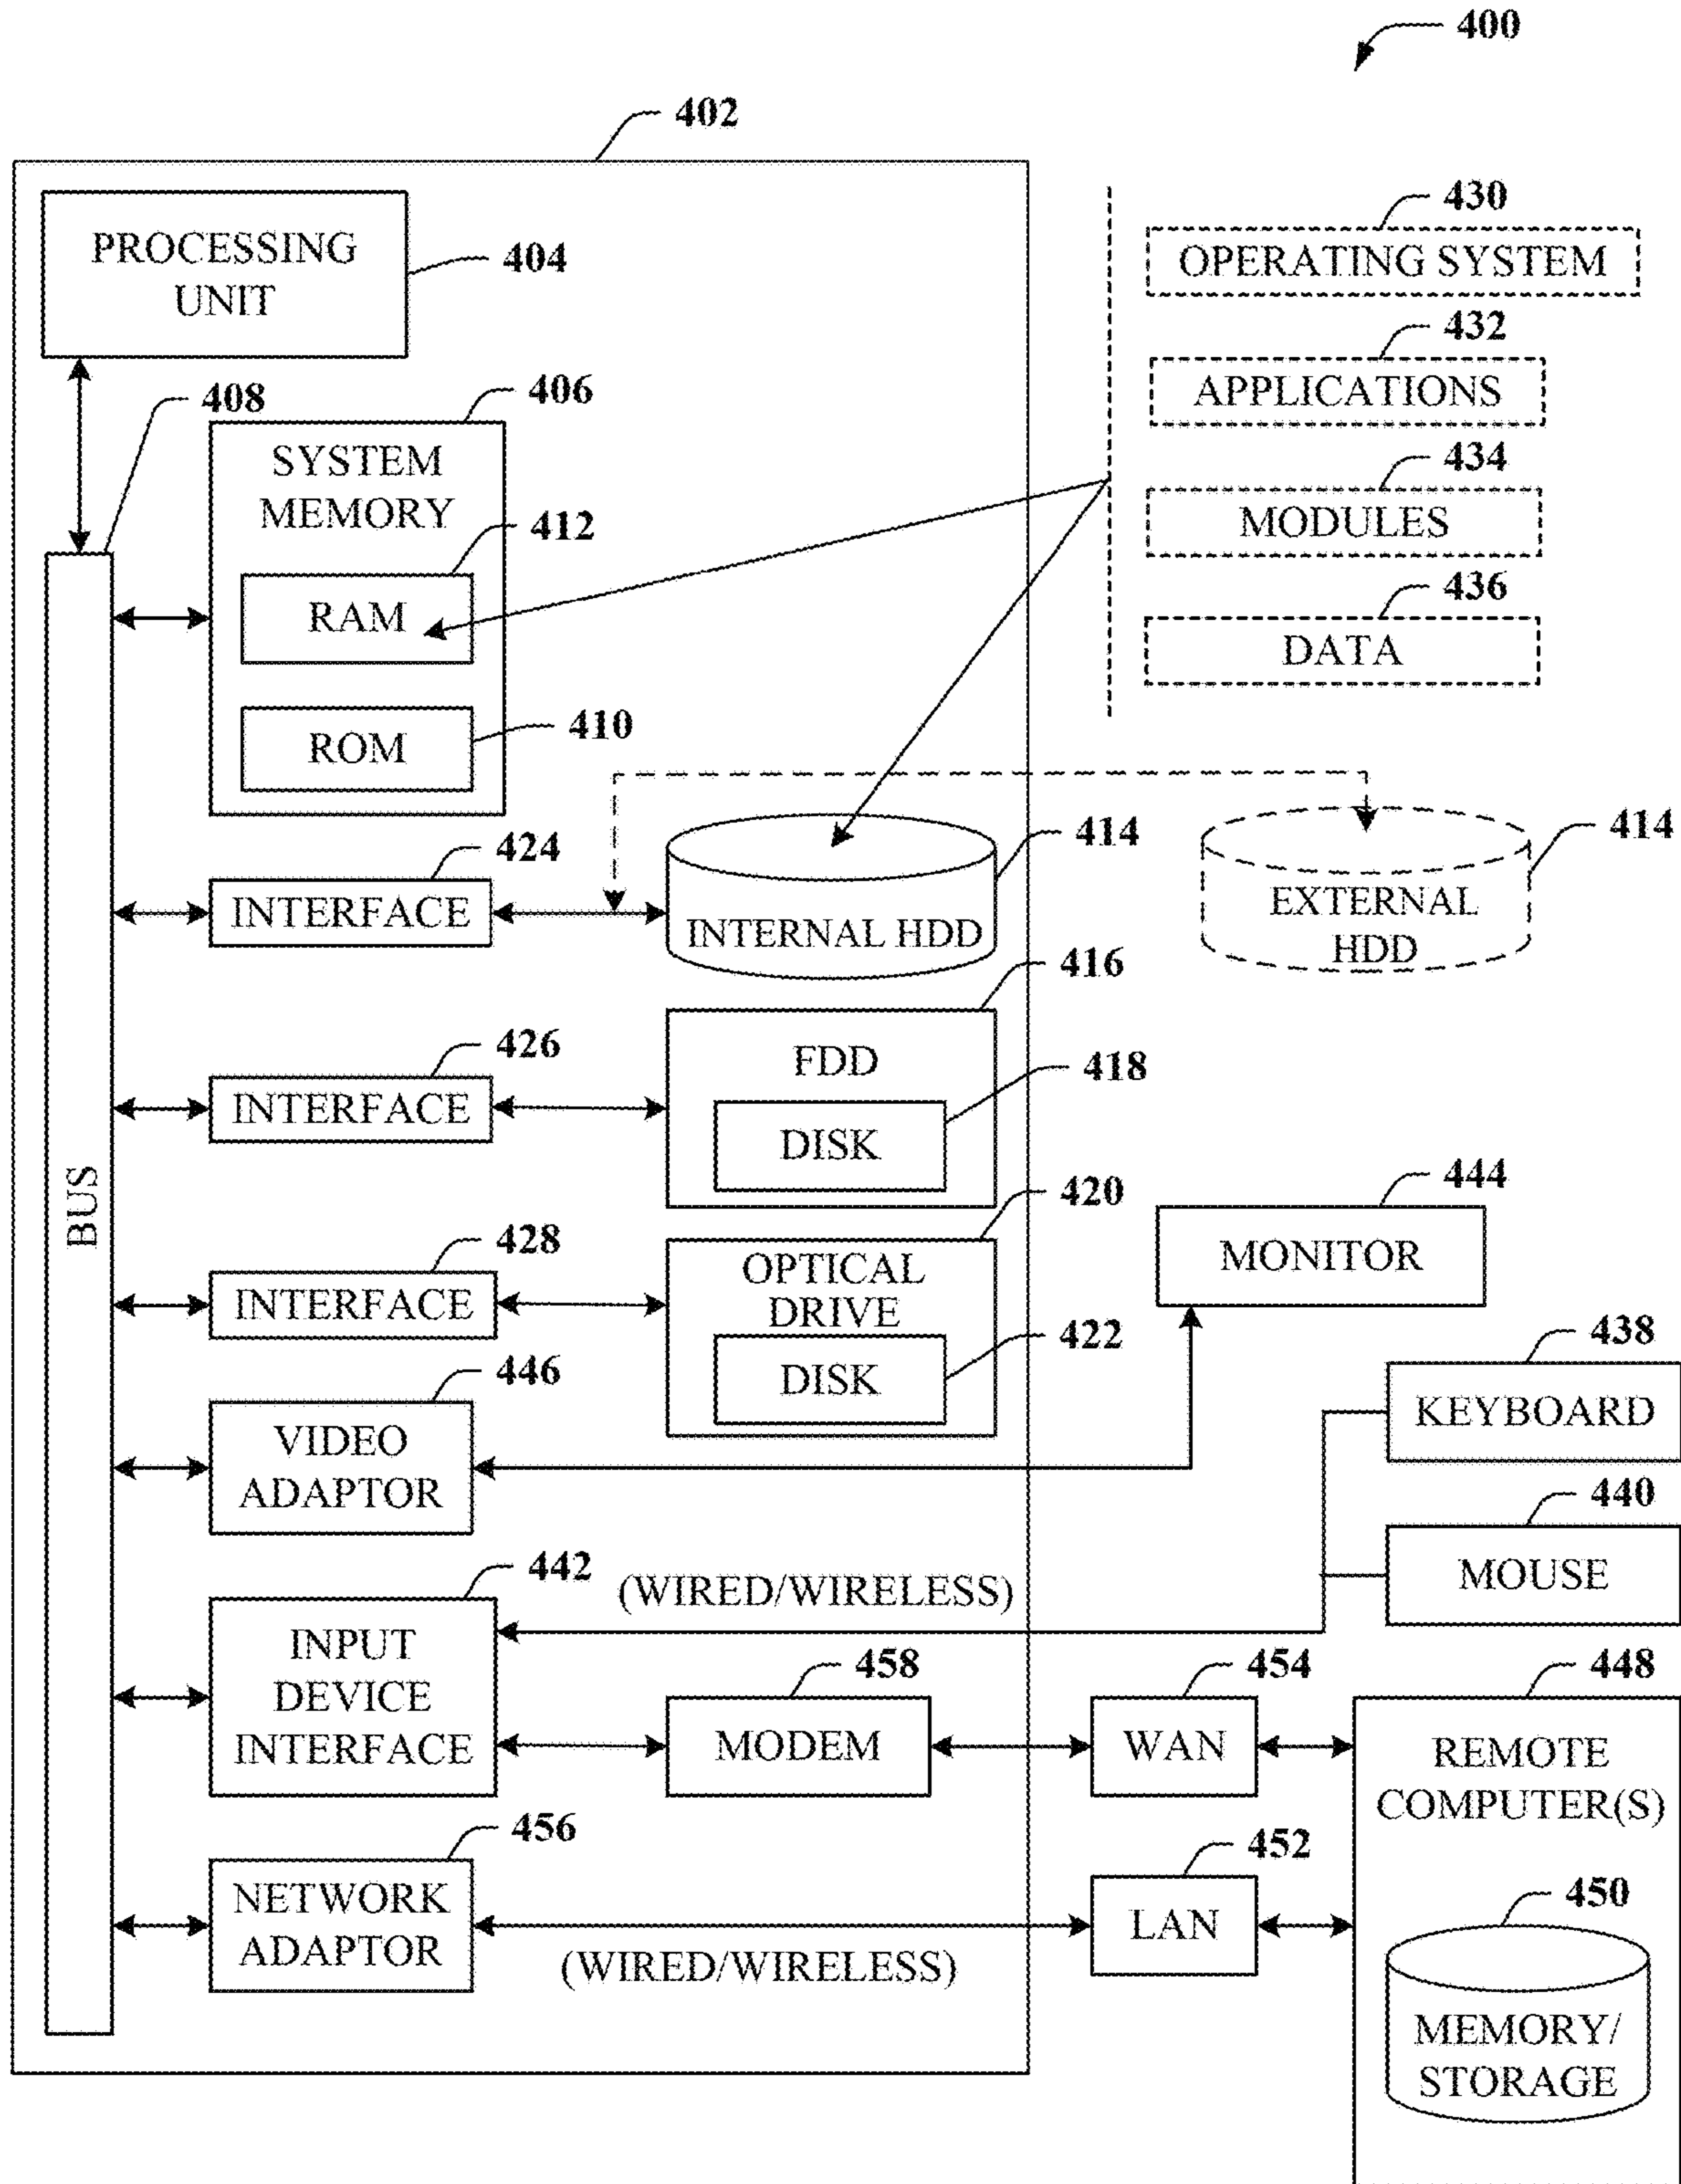 400
402
PROCESSING
UNIT
404
408
406
SYSTEM
MEMORY
412
RAM
410
ROM
430
OPERATING SYSTEM
432
APPLICATIONS
434
MODULES
436
DATA
424
INTERFACE
414
INTERNAL HDD
414
EXTERNAL
HDD
416
FDD
426
INTERFACE
418
DISK
BUS
420
OPTICAL
DRIVE
428
INTERFACE
422
DISK
444
MONITOR
446
VIDEO
ADAPTOR
438
KEYBOARD
440
MOUSE
442
(WIRED/WIRELESS)
INPUT
DEVICE
INTERFACE
458
MODEM
454
WAN
448
REMOTE
COMPUTER(S)
456
NETWORK
ADAPTOR
(WIRED/WIRELESS)
452
LAN
450
MEMORY/
STORAGE